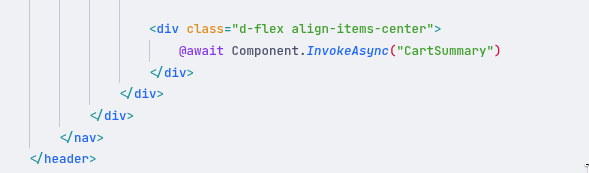 <div class="d-flex align-items-center">
@await Component.InvokeAsync("CartSummary")
</div>
</div>
</div>
</nav>
</header>